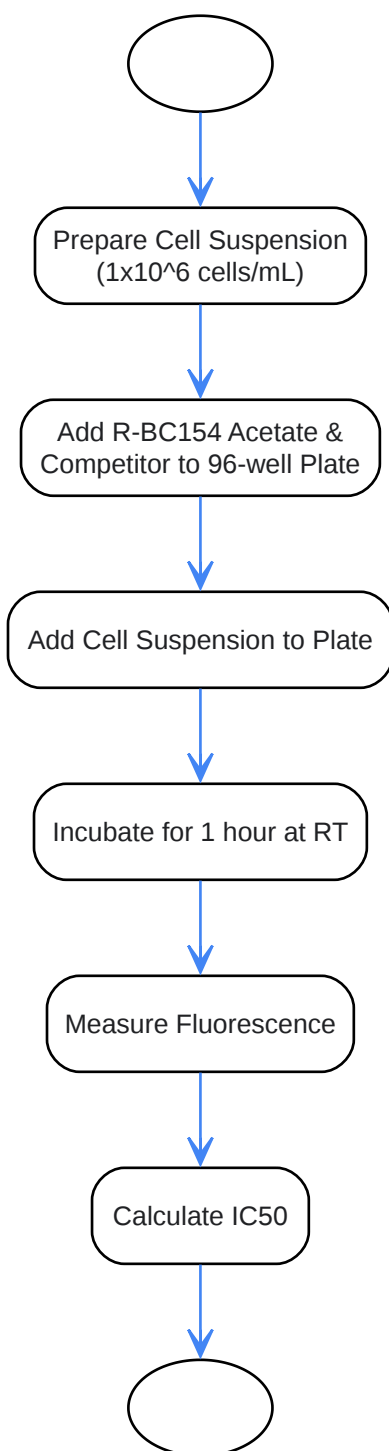 Prepare Cell Suspension
(1x10^6 cells/mL)
Add R-BC154 Acetate &
Competitor to 96-well Plate
Add Cell Suspension to Plate
Incubate for 1 hour at RT
Measure Fluorescence
Calculate IC50